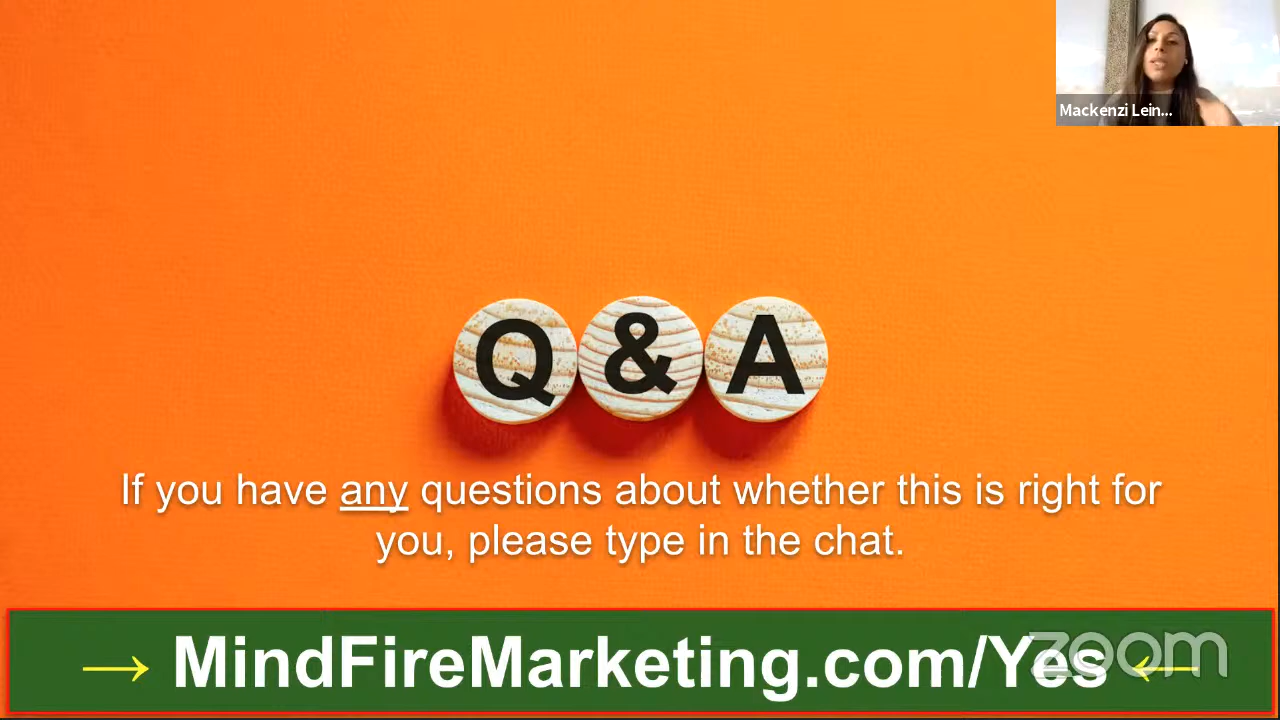 Mackenzi Lein...
Q & A
If you have any questions about whether this is right for
you, please type in the chat.
→ MindFireMarketing.com/Yes ←
zoom